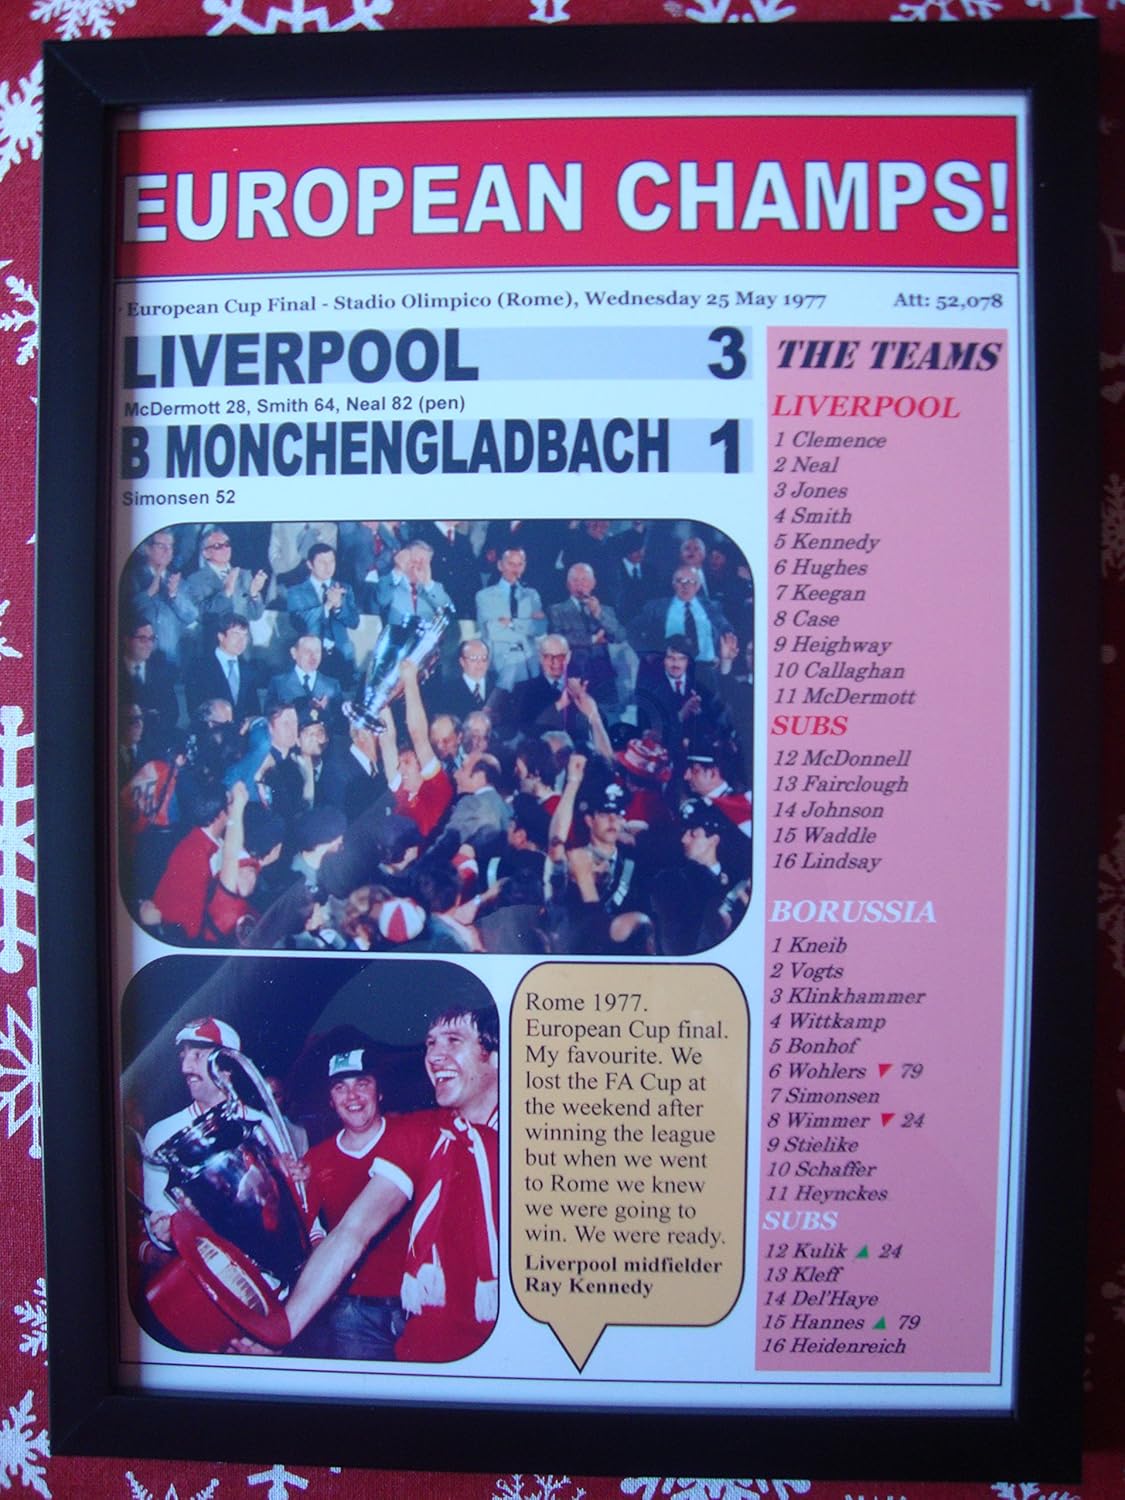 EUROPEAN CHAMPS!
European Cup Final - Stadio Olimpico (Rome), Wednesday 25 May 1977 Att: 52,078
LIVERPOOL 3
McDermott 28, Smith 64, Neal 82 (pen)
B MONCHENGLADBACH 1
Simonsen 52
Rome 1977.
European Cup final.
My favourite. We
lost the FA Cup at
the weekend after
winning the league
but when we went
to Rome we knew
we were going to
win. We were ready.
Liverpool midfielder
Ray Kennedy
THE TEAMS
LIVERPOOL
1 Clemence
2 Neal
3 Jones
4 Smith
5 Kennedy
6 Hughes
7 Keegan
8 Case
9 Heighway
10 Callaghan
11 McDermott
SUBS
12 McDonnell
13 Fairclough
14 Johnson
15 Waddle
16 Lindsay
BORUSSIA
1 Kneib
2 Vogts
3 Klinkhammer
4 Wittkamp
5 Bonhof
6 Wohlers ▼ 79
7 Simonsen
8 Wimmer ▼ 24
9 Stielike
10 Schaffer
11 Heynckes
SUBS
12 Kulik ▲ 24
13 Kleff
14 Del'Haye
15 Hannes ▲ 79
16 Heidenreich